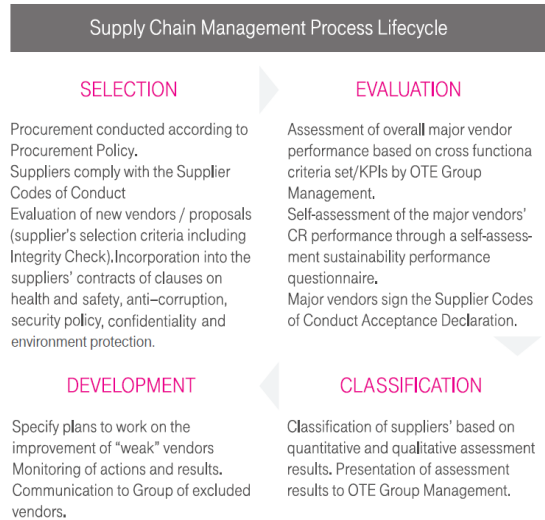 Supply Chain Management Process Lifecycle
SELECTION
Procurement conducted according to
Procurement Policy.
Suppliers comply with the Supplier
Codes of Conduct
Evaluation of new vendors / proposals
(supplier's selection criteria including
Integrity Check).Incorporation into the
suppliers' contracts of clauses on
health and safety, anti–corruption,
security policy, confidentiality and
environment protection.
EVALUATION
Assessment of overall major vendor
performance based on cross functiona
criteria set/KPIs by OTE Group
Management.
Self-assessment of the major vendors'
CR performance through a self-assess-
ment sustainability performance
questionnaire.
Major vendors sign the Supplier Codes
of Conduct Acceptance Declaration.
CLASSIFICATION
Classification of suppliers' based on
quantitative and qualitative assessment
results. Presentation of assessment
results to OTE Group Management.
DEVELOPMENT
Specify plans to work on the
improvement of "weak" vendors
Monitoring of actions and results.
Communication to Group of excluded
vendors.